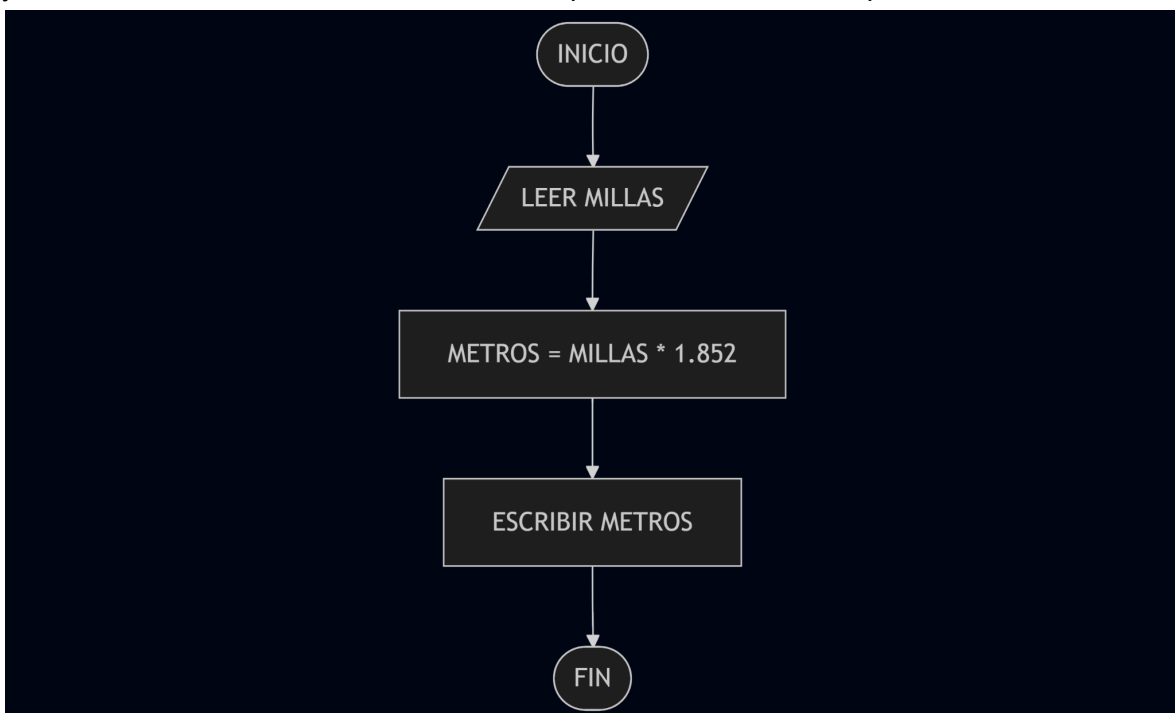 INICIO
LEER MILLAS
METROS = MILLAS * 1.852
ESCRIBIR METROS
FIN